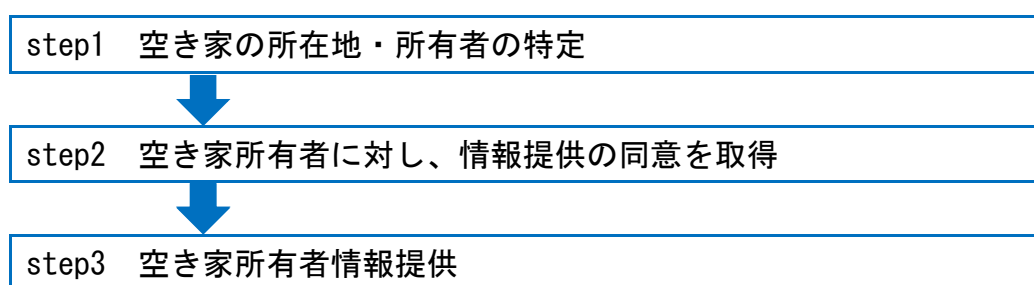 step1　空き家の所在地・所有者の特定
step2　空き家所有者に対し、情報提供の同意を取得
step3　空き家所有者情報提供